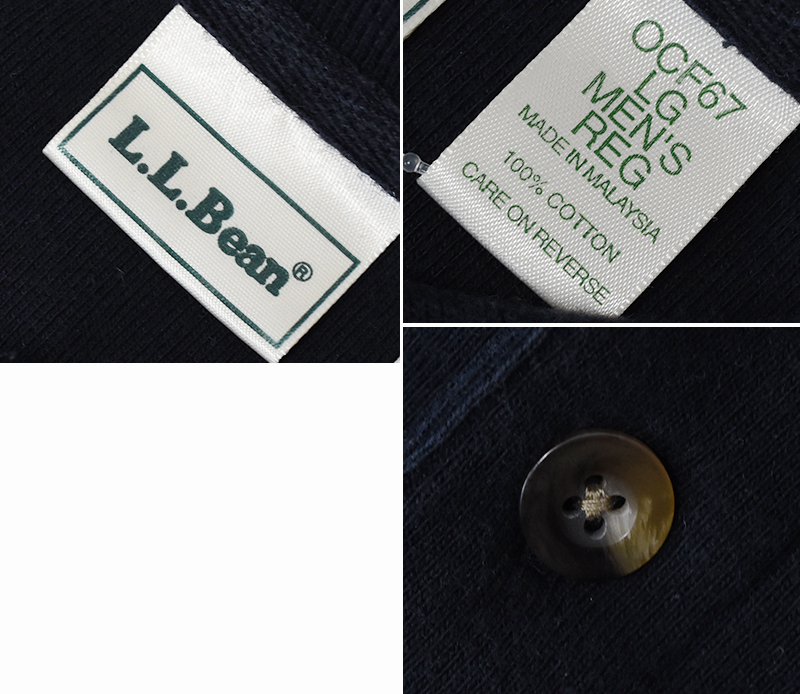 L.L.Bean®
OCF67
LG
MEN'S
REG
MADE IN MALAYSIA
100% COTTON
CARE ON REVERSE